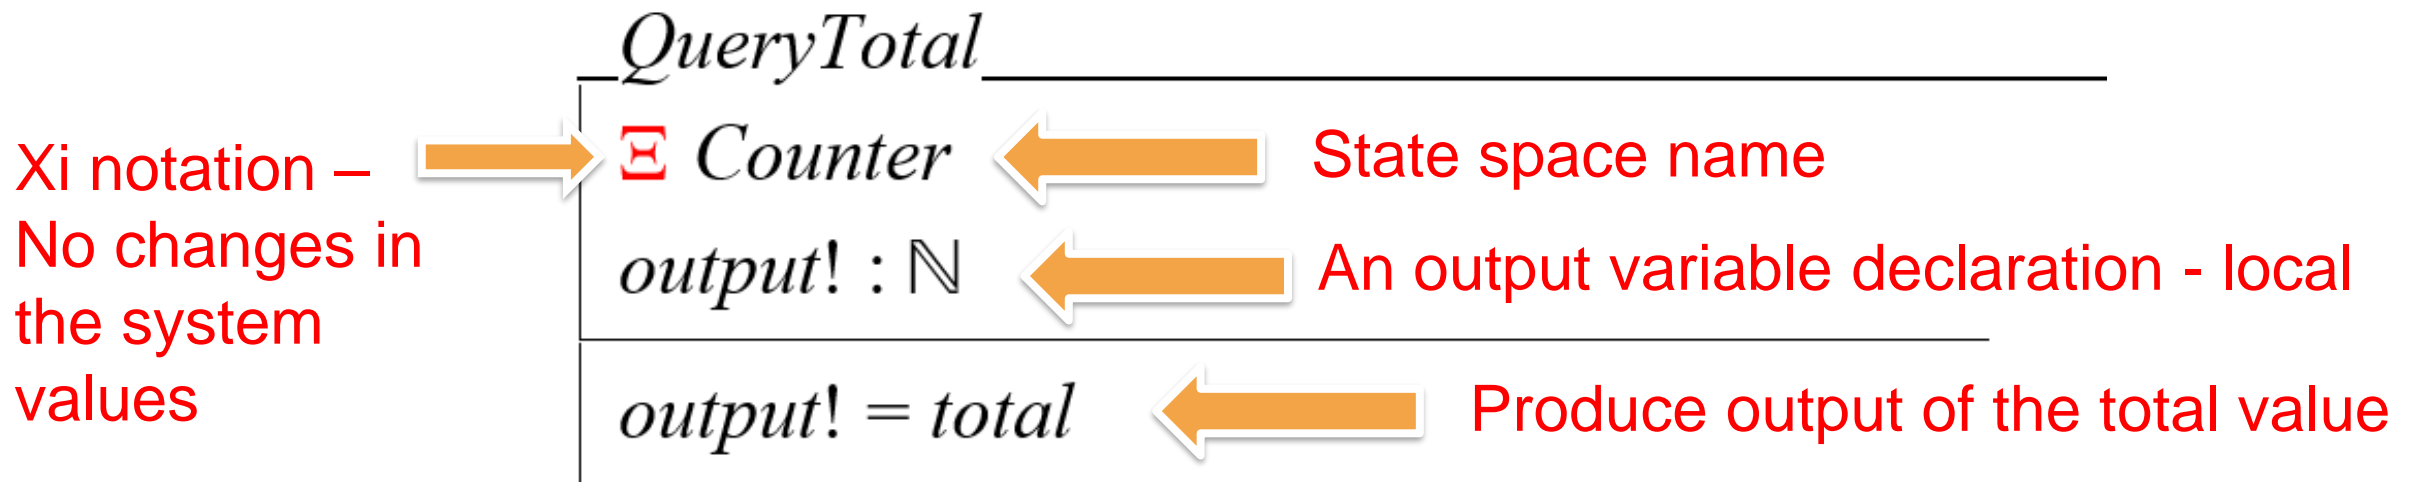 QueryTotal
Xi notation –
No changes in
the system
values
Ξ Counter
State space name
output! : ℕ
An output variable declaration - local
output! = total
Produce output of the total value